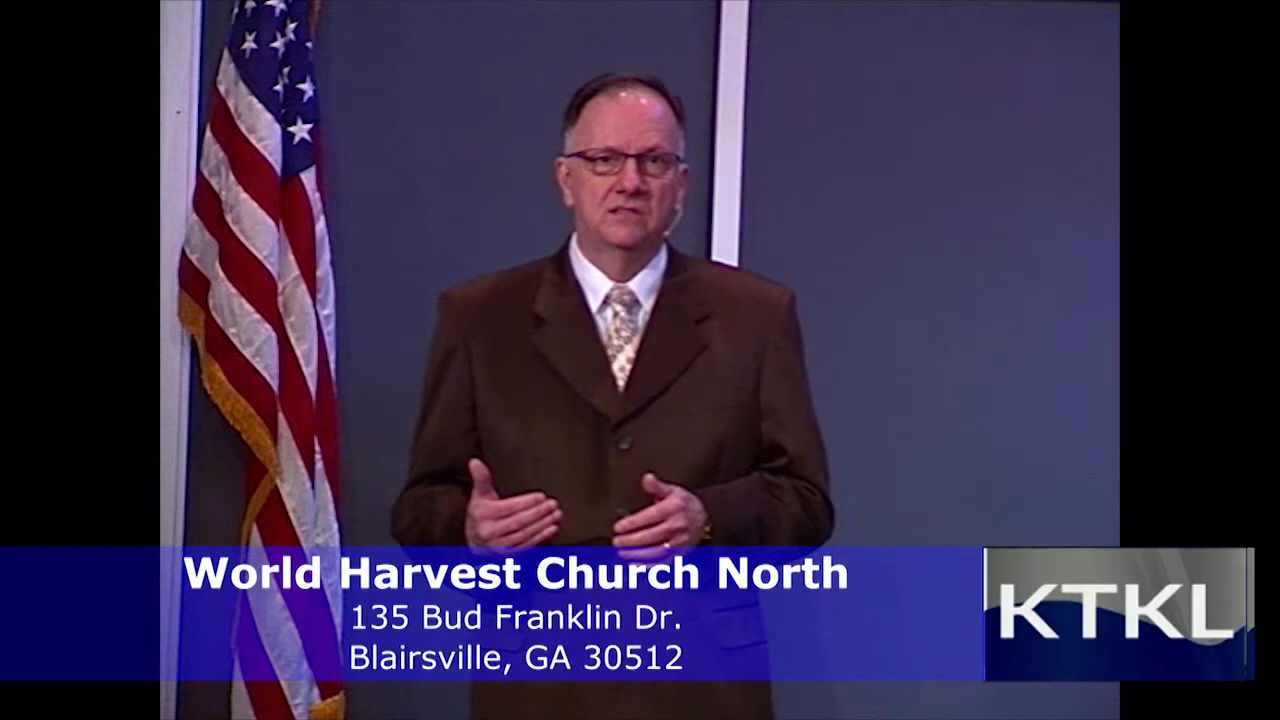 World Harvest Church North
135 Bud Franklin Dr.
Blairsville, GA 30512
KTKL